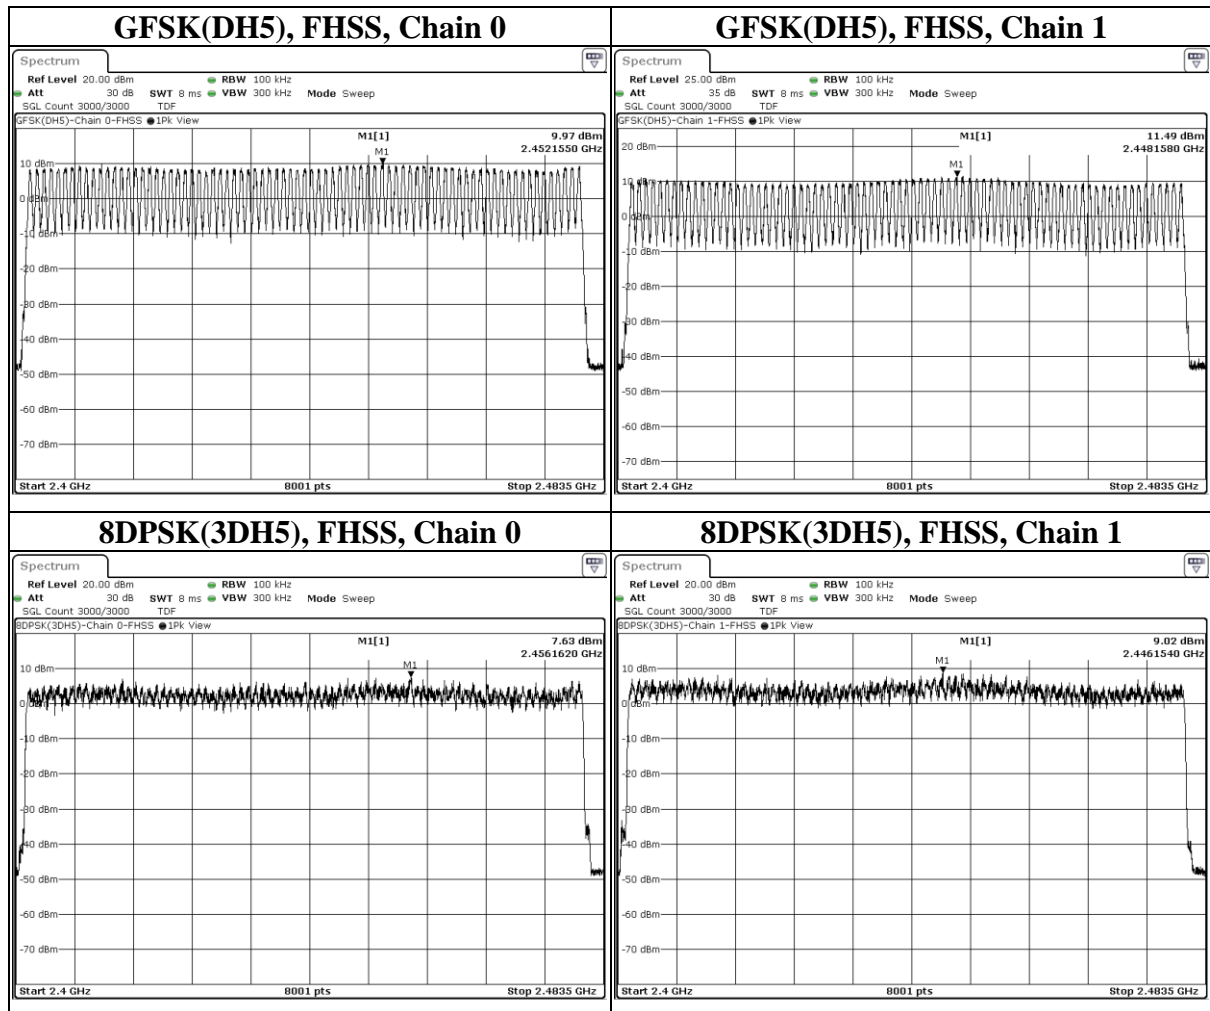 GFSK(DH5), FHSS, Chain 0
Spectrum
Ref Level 20.00 dBm RBW 100 kHz
Att 30 dB SWT 8 ms VBW 300 kHz Mode Sweep
SGL Count 3000/3000 TDF
GFSK(DH5)-Chain 0-FHSS 1Pk View
M1[1] 9.97 dBm
2.4521550 GHz
M1
10 dBm
0 dBm
-10 dBm
-20 dBm
-30 dBm
-40 dBm
-50 dBm
-60 dBm
-70 dBm
Start 2.4 GHz 8001 pts Stop 2.4835 GHz
GFSK(DH5), FHSS, Chain 1
Spectrum
Ref Level 25.00 dBm RBW 100 kHz
Att 35 dB SWT 8 ms VBW 300 kHz Mode Sweep
SGL Count 3000/3000 TDF
GFSK(DH5)-Chain 1-FHSS 1Pk View
M1[1] 11.49 dBm
2.4481580 GHz
20 dBm
M1
10 dBm
0 dBm
-10 dBm
-20 dBm
-30 dBm
-40 dBm
-50 dBm
-60 dBm
-70 dBm
Start 2.4 GHz 8001 pts Stop 2.4835 GHz
8DPSK(3DH5), FHSS, Chain 0
Spectrum
Ref Level 20.00 dBm RBW 100 kHz
Att 30 dB SWT 8 ms VBW 300 kHz Mode Sweep
SGL Count 3000/3000 TDF
8DPSK(3DH5)-Chain 0-FHSS 1Pk View
M1[1] 7.63 dBm
2.4561620 GHz
M1
10 dBm
0 dBm
-10 dBm
-20 dBm
-30 dBm
-40 dBm
-50 dBm
-60 dBm
-70 dBm
Start 2.4 GHz 8001 pts Stop 2.4835 GHz
8DPSK(3DH5), FHSS, Chain 1
Spectrum
Ref Level 20.00 dBm RBW 100 kHz
Att 30 dB SWT 8 ms VBW 300 kHz Mode Sweep
SGL Count 3000/3000 TDF
8DPSK(3DH5)-Chain 1-FHSS 1Pk View
M1[1] 9.02 dBm
2.4461540 GHz
M1
10 dBm
0 dBm
-10 dBm
-20 dBm
-30 dBm
-40 dBm
-50 dBm
-60 dBm
-70 dBm
Start 2.4 GHz 8001 pts Stop 2.4835 GHz